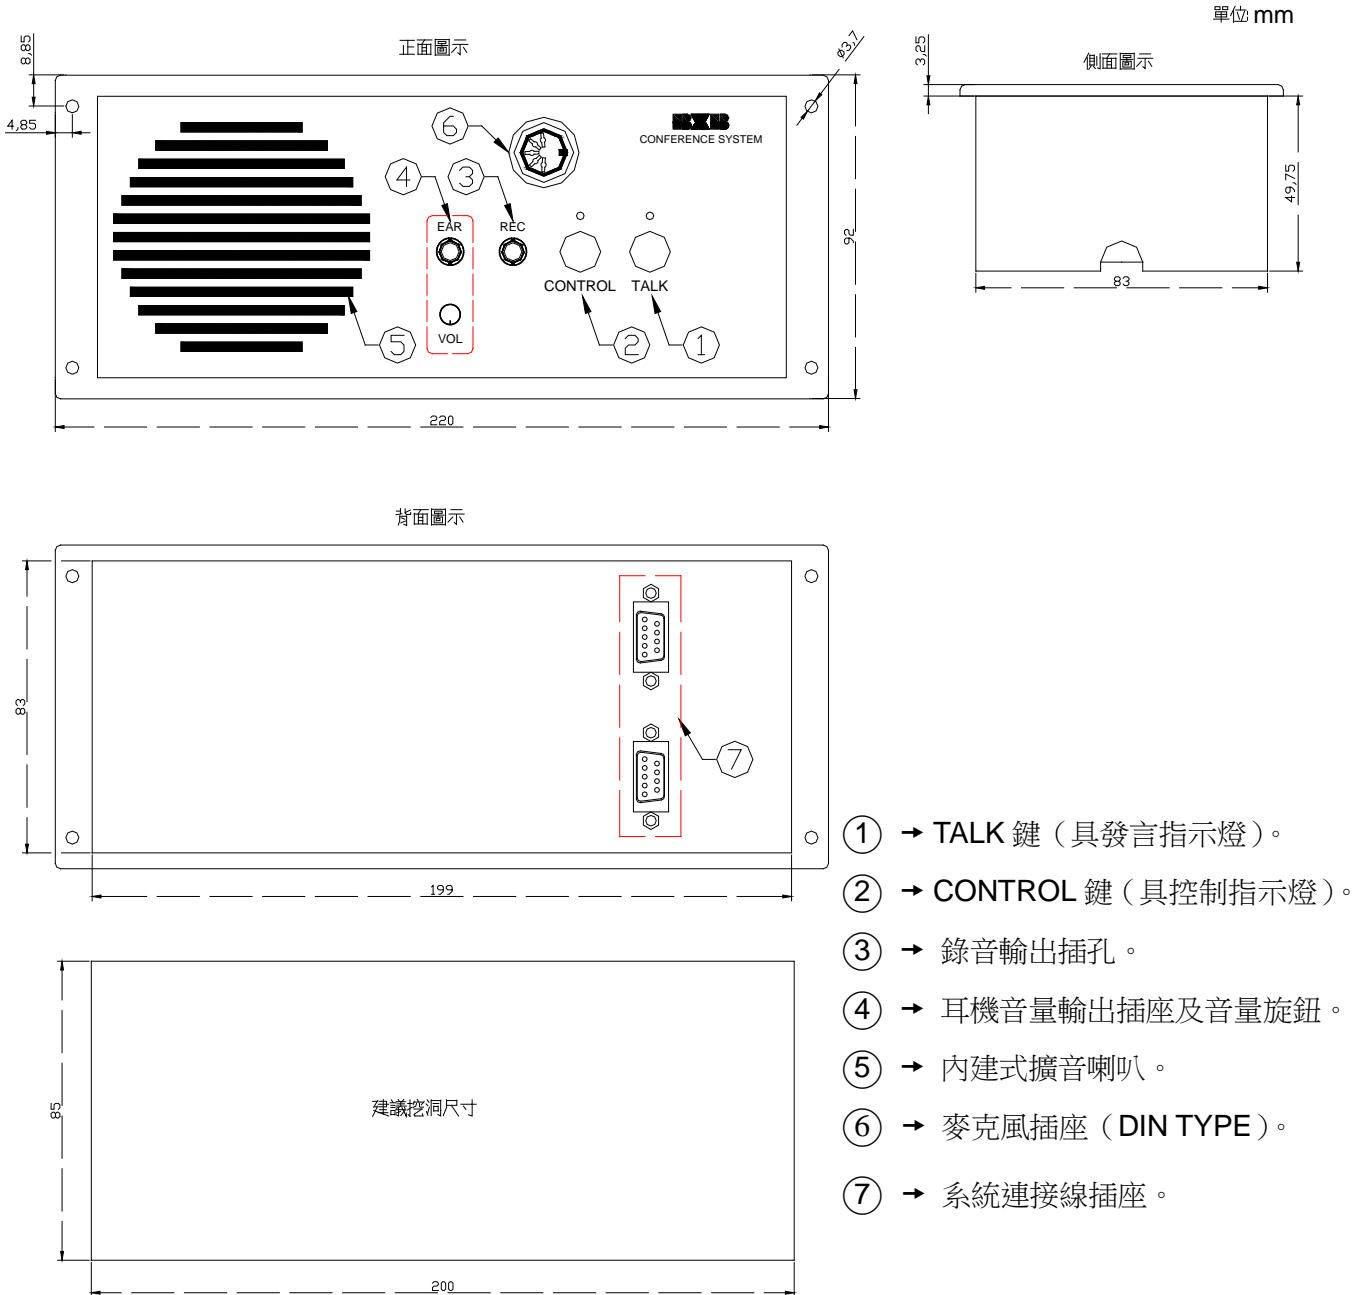 單位 mm
正面圖示
側面圖示
8,85
4,85
ø3,7
3,25
CONFERENCE SYSTEM
6
4
3
EAR
REC
CONTROL
TALK
VOL
5
2
1
92
220
49,75
83
背面圖示
83
7
199
建議挖洞尺寸
85
200
1 → TALK 鍵（具發言指示燈）。
2 → CONTROL 鍵（具控制指示燈）。
3 → 錄音輸出插孔。
4 → 耳機音量輸出插座及音量旋鈕。
5 → 內建式擴音喇叭。
6 → 麥克風插座（DIN TYPE）。
7 → 系統連接線插座。